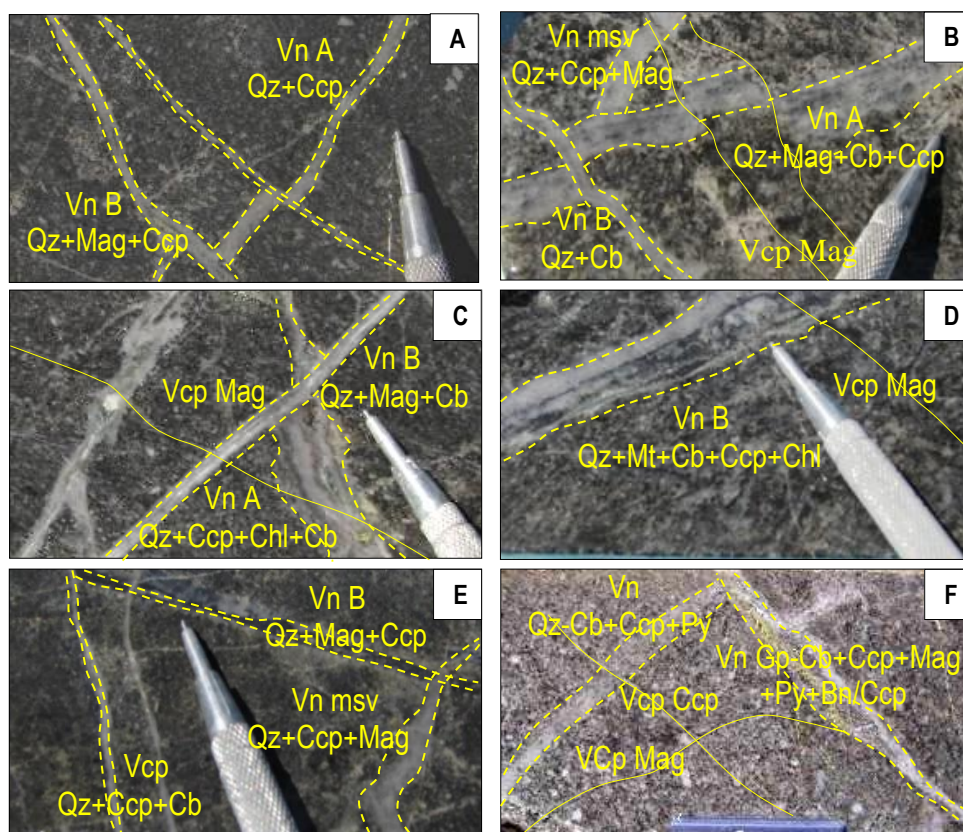 A
Vn A
Qz+Ccp
Vn B
Qz+Mag+Ccp
B
Vn msv
Qz+Ccp+Mag
Vn A
Qz+Mag+Cb+Ccp
Vn B
Qz+Cb
Vcp Mag
C
Vcp Mag
Vn B
Qz+Mag+Cb
Vn A
Qz+Ccp+Chl+Cb
D
Vcp Mag
Vn B
Qz+Mt+Cb+Ccp+Chl
E
Vn B
Qz+Mag+Ccp
Vn msv
Qz+Ccp+Mag
Vcp
Qz+Ccp+Cb
F
Vn
Qz-Cb+Ccp+Py
Vn Gp-Cb+Ccp+Mag
+Py+Bn/Ccp
Vcp Ccp
VCp Mag